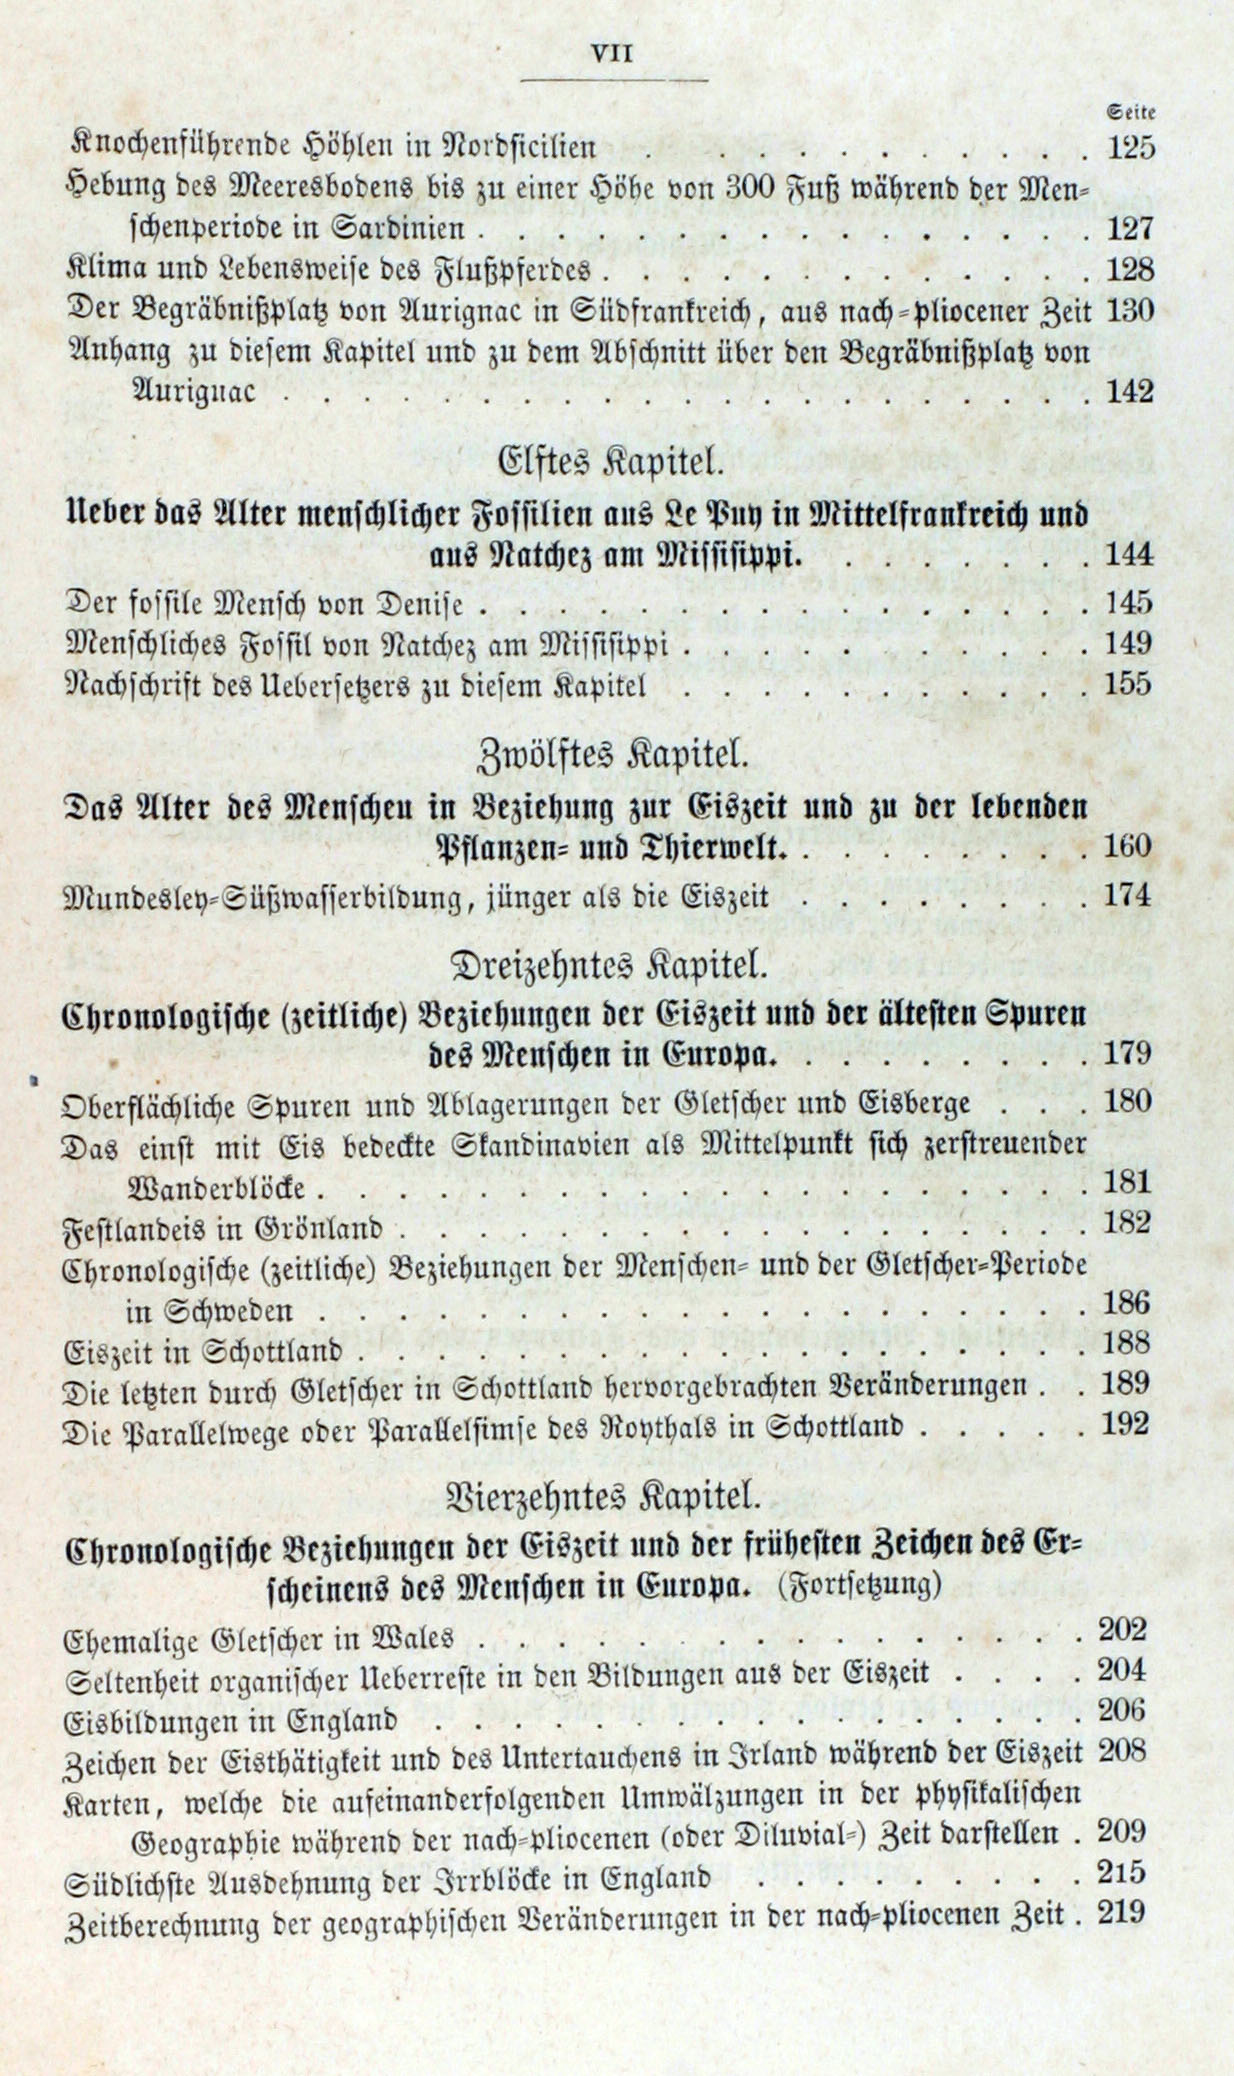 VII
Seite
Knochenführende Höhlen in Nordsicilien . . . . . . . . . . . 125
Hebung des Meeresbodens bis zu einer Höhe von 300 Fuß während der Men-
schenperiode in Sardinien . . . . . . . . . . . . . . . . 127
Klima und Lebensweise des Flußpferdes . . . . . . . . . . . . . 128
Der Begräbnißplatz von Aurignac in Südfrankreich, aus nach-pliocener Zeit 130
Anhang zu diesem Kapitel und zu dem Abschnitt über den Begräbnißplatz von
Aurignac . . . . . . . . . . . . . . . . . . . . . 142
Elftes Kapitel.
Ueber das Alter menschlicher Fossilien aus Le Puy in Mittelfrankreich und
aus Natchez am Missisippi. . . . . . . . 144
Der fossile Mensch von Denise . . . . . . . . . . . . . . . . 145
Menschliches Fossil von Natchez am Missisippi . . . . . . . . . . . 149
Nachschrift des Uebersetzers zu diesem Kapitel . . . . . . . . . . . 155
Zwölftes Kapitel.
Das Alter des Menschen in Beziehung zur Eiszeit und zu der lebenden
Pflanzen- und Thierwelt. . . . . . . . . 160
Mundesley-Süßwasserbildung, jünger als die Eiszeit . . . . . . . . 174
Dreizehntes Kapitel.
Chronologische (zeitliche) Beziehungen der Eiszeit und der ältesten Spuren
des Menschen in Europa. . . . . . . . . 179
Oberflächliche Spuren und Ablagerungen der Gletscher und Eisberge . . . 180
Das einst mit Eis bedeckte Skandinavien als Mittelpunkt sich zerstreuender
Wanderblöcke . . . . . . . . . . . . . . . . . . . . 181
Festlandeis in Grönland . . . . . . . . . . . . . . . . . . 182
Chronologische (zeitliche) Beziehungen der Menschen- und der Gletscher-Periode
in Schweden . . . . . . . . . . . . . . . . . . . . 186
Eiszeit in Schottland . . . . . . . . . . . . . . . . . . . 188
Die letzten durch Gletscher in Schottland hervorgebrachten Veränderungen . . 189
Die Parallelwege oder Parallelsimse des Roythals in Schottland . . . . . 192
Vierzehntes Kapitel.
Chronologische Beziehungen der Eiszeit und der frühesten Zeichen des Er-
scheinens des Menschen in Europa. (Fortsetzung)
Ehemalige Gletscher in Wales . . . . . . . . . . . . . . . . 202
Seltenheit organischer Ueberreste in den Bildungen aus der Eiszeit . . . . 204
Eisbildungen in England . . . . . . . . . . . . . . . . . 206
Zeichen der Eisthätigkeit und des Untertauchens in Irland während der Eiszeit 208
Karten, welche die aufeinanderfolgenden Umwälzungen in der physikalischen
Geographie während der nach-pliocenen (oder Diluvial-) Zeit darstellen . 209
Südlichste Ausdehnung der Irrblöcke in England . . . . . . . . . 215
Zeitberechnung der geographischen Veränderungen in der nach-pliocenen Zeit . 219